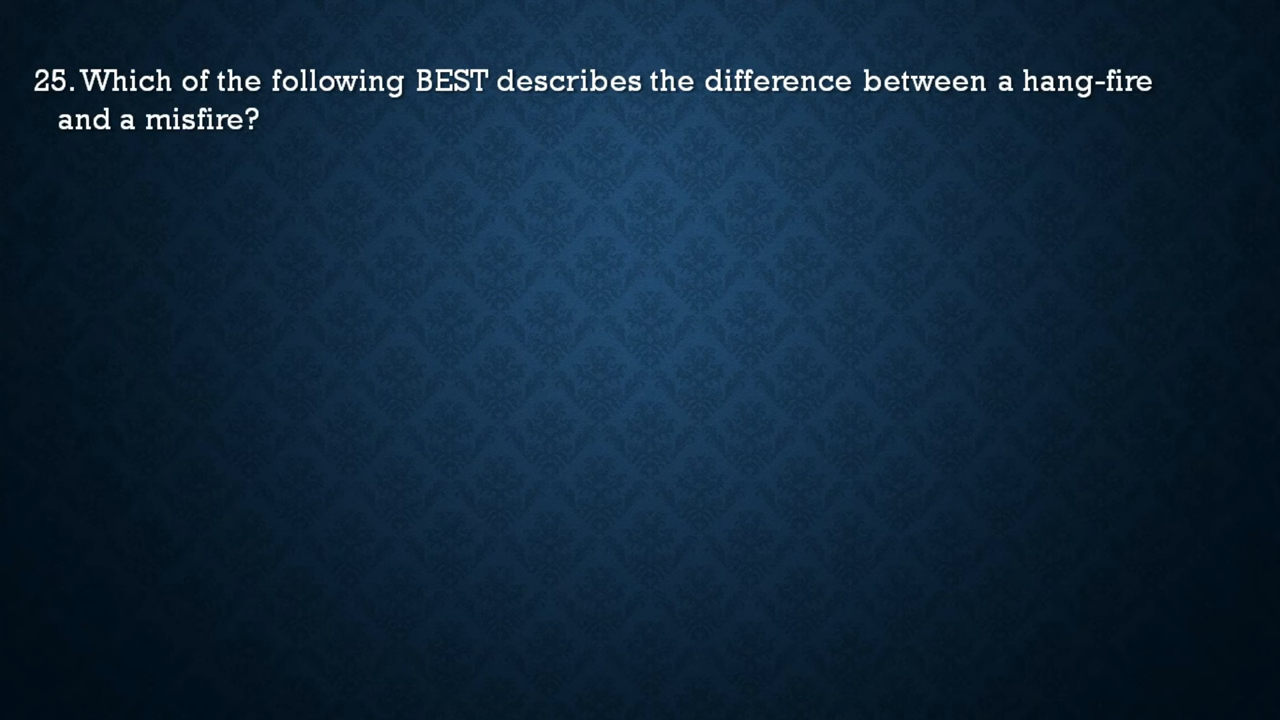 25. Which of the following BEST describes the difference between a hang-fire
and a misfire?